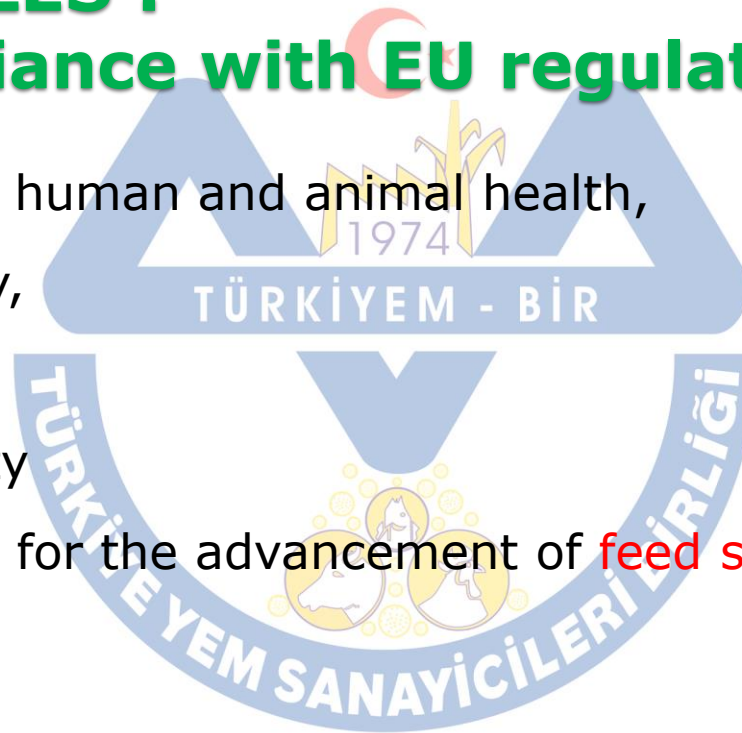 iance with EU regulat
human and animal health,
1974
TÜRKİYEM - BİR
ty
for the advancement of feed s
TÜRKİYE YEM SANAYİCİLERİ BİRLİĞİ